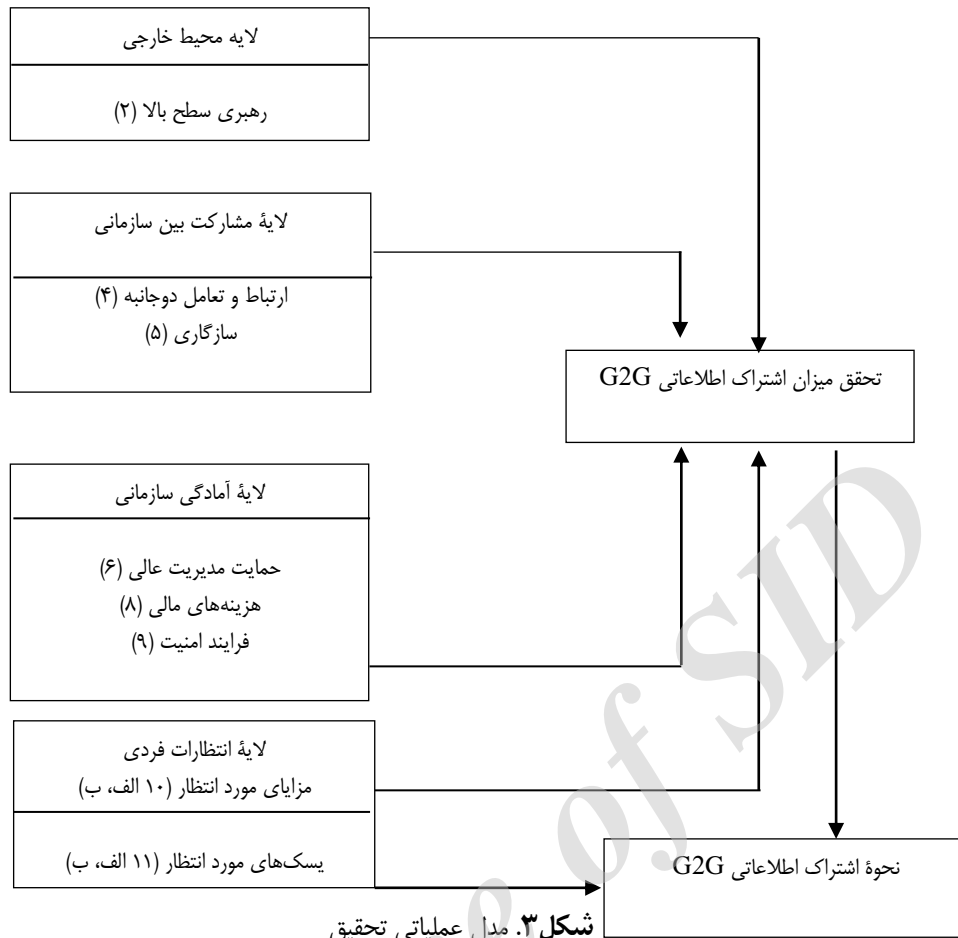 لایه محیط خارجی
رهبری سطح بالا (۲)
لایهٔ مشارکت بین سازمانی
ارتباط و تعامل دوجانبه (۴)
سازگاری (۵)
تحقق میزان اشتراک اطلاعاتی G2G
لایهٔ آمادگی سازمانی
حمایت مدیریت عالی (۶)
هزینه‌های مالی (۸)
فرایند امنیت (۹)
لایهٔ انتظارات فردی
مزایای مورد انتظار (۱۰ الف، ب)
یسک‌های مورد انتظار (۱۱ الف، ب)
نحوهٔ اشتراک اطلاعاتی G2G
شکل۳. مدل عملیاتی تحقیق
e of SID